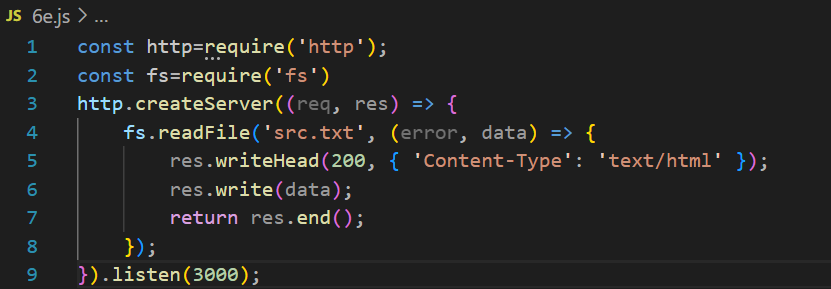 JS 6e.js > ...
1 const http=require('http');
2 const fs=require('fs')
3 http.createServer((req, res) => {
4     fs.readFile('src.txt', (error, data) => {
5         res.writeHead(200, { 'Content-Type': 'text/html' });
6         res.write(data);
7         return res.end();
8     });
9 }).listen(3000);